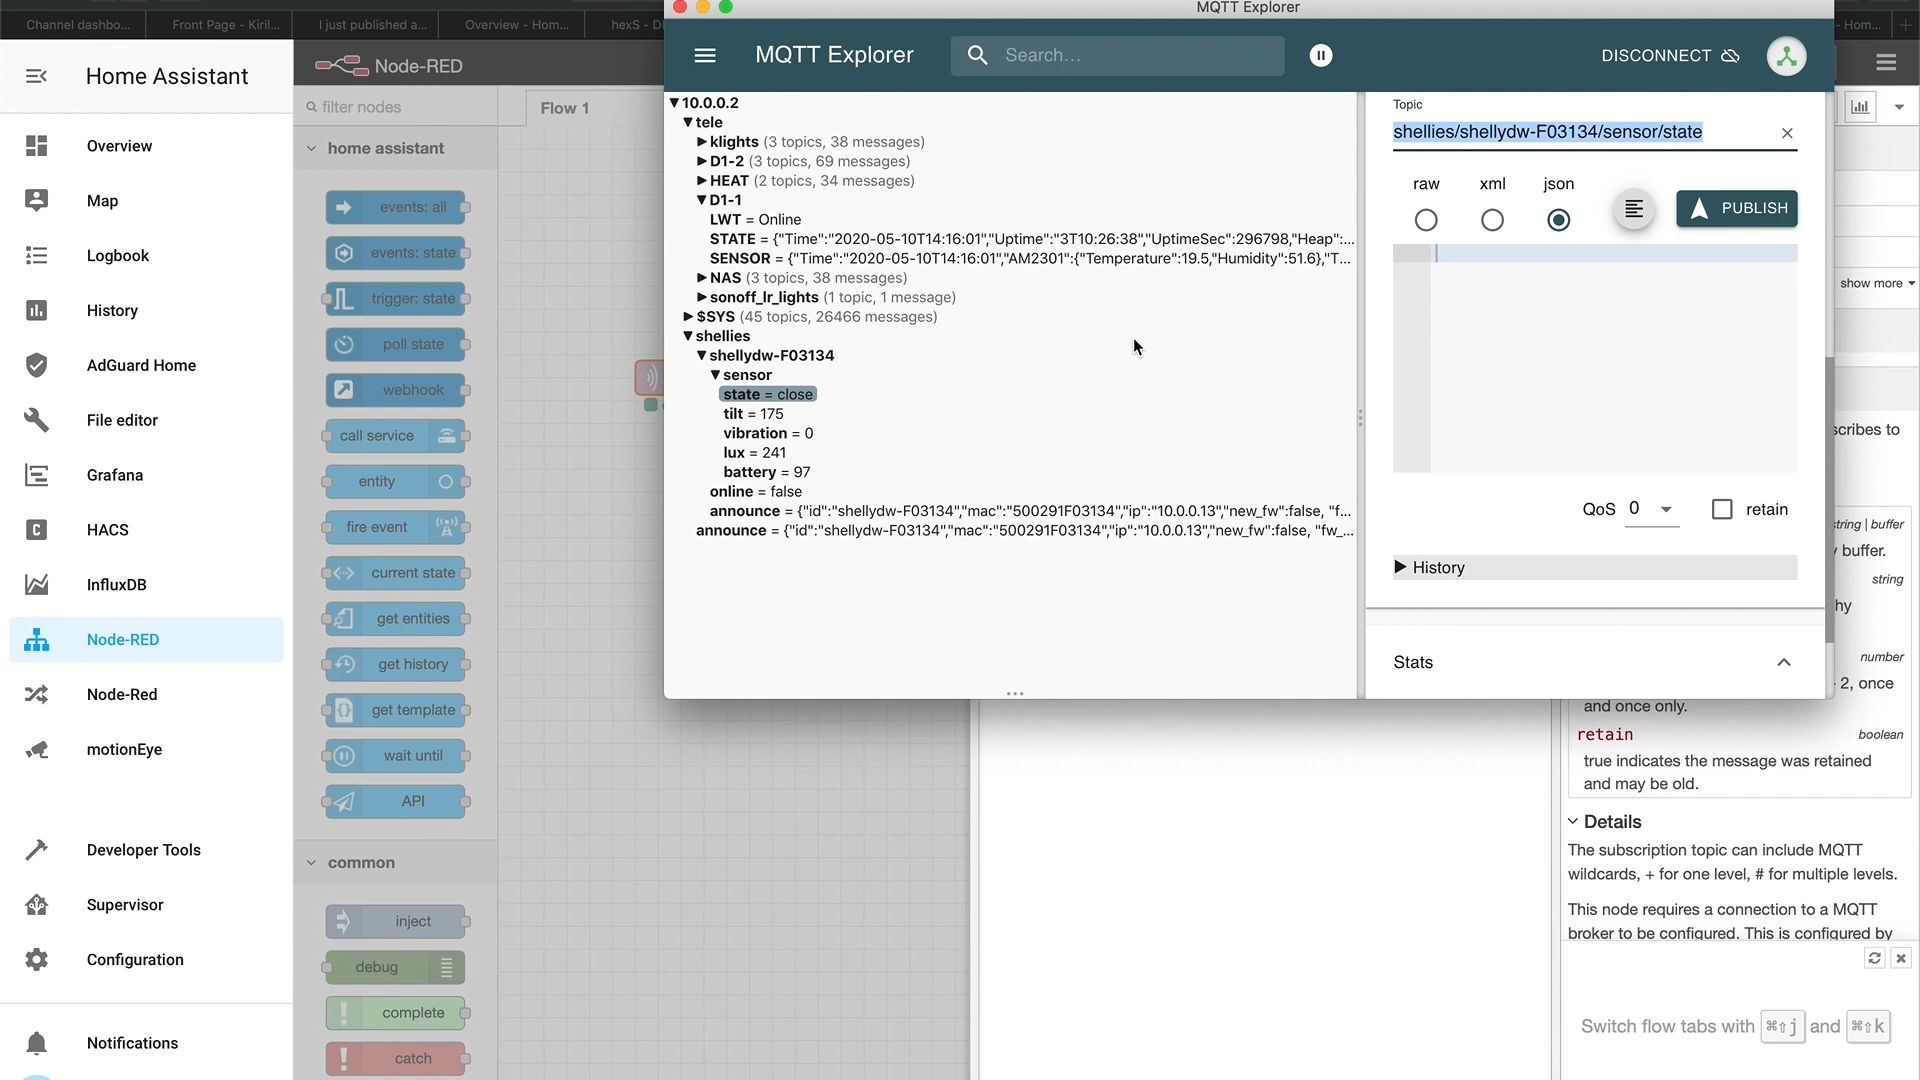 MQTT Explorer
Channel dashbo...
Front Page - Kiril...
I just published a...
Overview - Hom...
hexS - D
- Hom...
Home Assistant
Overview
Map
Logbook
History
AdGuard Home
File editor
Grafana
HACS
InfluxDB
Node-RED
Node-Red
motionEye
Developer Tools
Supervisor
Configuration
Notifications
Node-RED
filter nodes
Flow 1
home assistant
events: all
events: state
trigger: state
poll state
webhook
call service
entity
fire event
current state
get entities
get history
get template
wait until
API
common
inject
debug
complete
catch
MQTT Explorer
Search...
DISCONNECT
10.0.0.2
tele
klights (3 topics, 38 messages)
D1-2 (3 topics, 69 messages)
HEAT (2 topics, 34 messages)
D1-1
LWT = Online
STATE = {"Time":"2020-05-10T14:16:01","Uptime":"3T10:26:38","UptimeSec":296798,"Heap":...
SENSOR = {"Time":"2020-05-10T14:16:01","AM2301":{"Temperature":19.5,"Humidity":51.6},"T...
NAS (3 topics, 38 messages)
sonoff_lr_lights (1 topic, 1 message)
$SYS (45 topics, 26466 messages)
shellies
shellydw-F03134
sensor
state = close
tilt = 175
vibration = 0
lux = 241
battery = 97
online = false
announce = {"id":"shellydw-F03134","mac":"500291F03134","ip":"10.0.0.13","new_fw":false, "f...
announce = {"id":"shellydw-F03134","mac":"500291F03134","ip":"10.0.0.13","new_fw":false, "fw_...
Topic
shellies/shellydw-F03134/sensor/state
raw
xml
json
PUBLISH
QoS 0
retain
History
Stats
show more
scribes to
string | buffer
buffer.
string
hy
number
2, once
and once only.
retain
boolean
true indicates the message was retained
and may be old.
Details
The subscription topic can include MQTT
wildcards, + for one level, # for multiple levels.
This node requires a connection to a MQTT
broker to be configured. This is configured by
Switch flow tabs with ⌘⇧j and ⌘⇧k